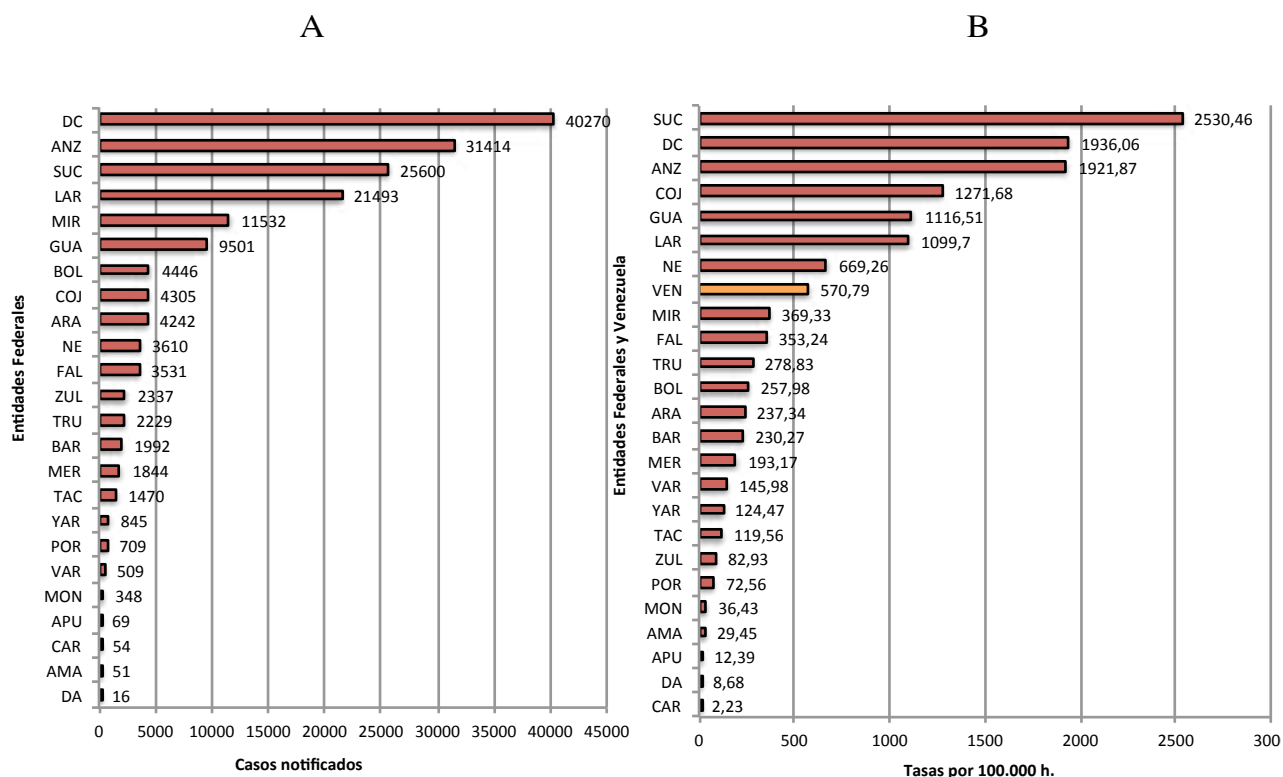 A
B
Entidades Federales
DC 40270
ANZ 31414
SUC 25600
LAR 21493
MIR 11532
GUA 9501
BOL 4446
COJ 4305
ARA 4242
NE 3610
FAL 3531
ZUL 2337
TRU 2229
BAR 1992
MER 1844
TAC 1470
YAR 845
POR 709
VAR 509
MON 348
APU 69
CAR 54
AMA 51
DA 16
0 5000 10000 15000 20000 25000 30000 35000 40000 45000
Casos notificados
Entidades Federales y Venezuela
SUC 2530,46
DC 1936,06
ANZ 1921,87
COJ 1271,68
GUA 1116,51
LAR 1099,7
NE 669,26
VEN 570,79
MIR 369,33
FAL 353,24
TRU 278,83
BOL 257,98
ARA 237,34
BAR 230,27
MER 193,17
VAR 145,98
YAR 124,47
TAC 119,56
ZUL 82,93
POR 72,56
MON 36,43
AMA 29,45
APU 12,39
DA 8,68
CAR 2,23
0 500 1000 1500 2000 2500 300
Tasas por 100.000 h.